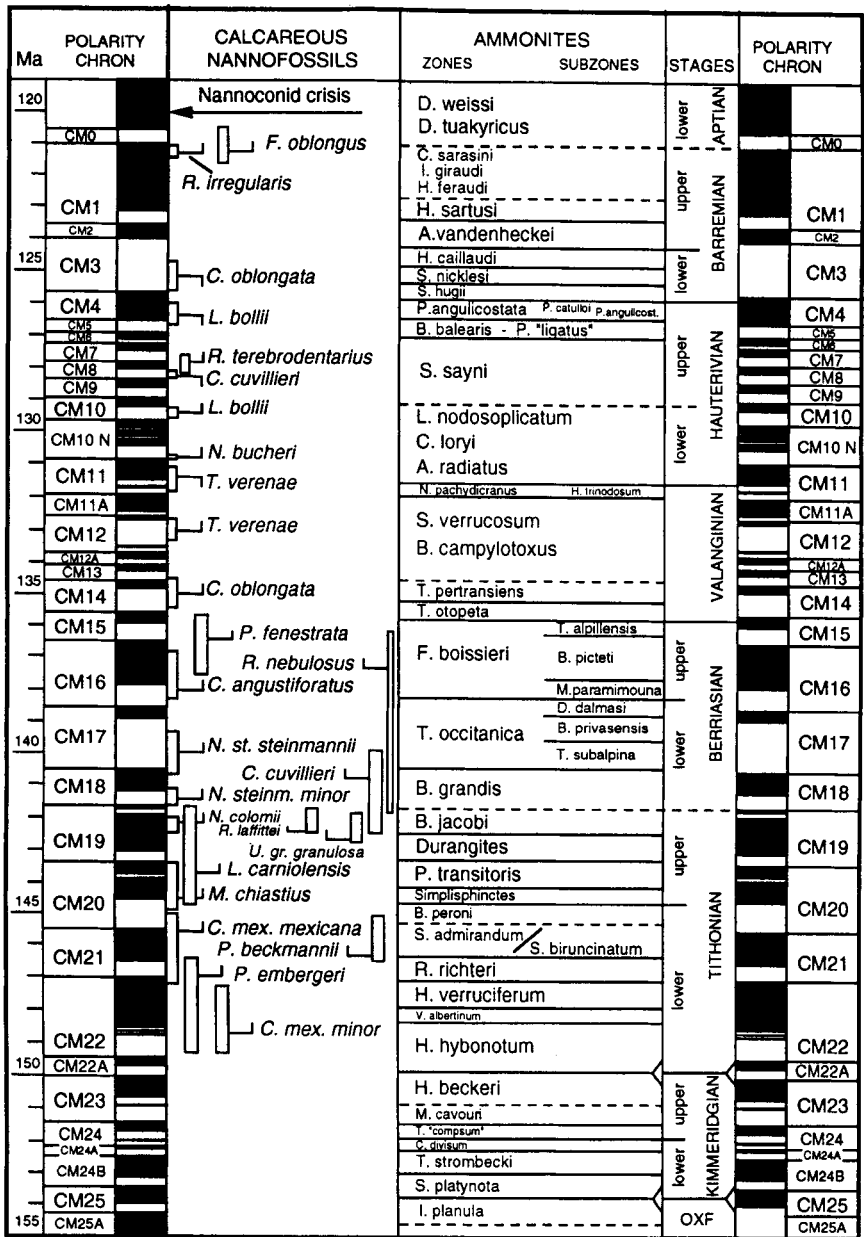 Ma
POLARITY CHRON
CALCAREOUS NANNOFOSSILS
AMMONITES
ZONES
SUBZONES
STAGES
POLARITY CHRON
120
125
130
135
140
145
150
155
CM0
CM1
CM2
CM3
CM4
CM5
CM6
CM7
CM8
CM9
CM10
CM10 N
CM11
CM11A
CM12
CM12A
CM13
CM14
CM15
CM16
CM17
CM18
CM19
CM20
CM21
CM22
CM22A
CM23
CM24
CM24A
CM24B
CM25
CM25A
Nannoconid crisis
F. oblongus
R. irregularis
C. oblongata
L. bollii
R. terebrodentarius
C. cuvillieri
L. bollii
N. bucheri
T. verenae
T. verenae
C. oblongata
P. fenestrata
R. nebulosus
C. angustiforatus
N. st. steinmannii
C. cuvillieri
N. steinm. minor
N. colomii
R. laffittei
U. gr. granulosa
L. carniolensis
M. chiastius
C. mex. mexicana
P. beckmannii
P. embergeri
C. mex. minor
D. weissi
D. tuakyricus
C. sarasini
I. giraudi
H. feraudi
H. sartusi
A.vandenheckei
H. caillaudi
S. nicklesi
S. hugii
P.angulicostata P. catulloi P.angulicost.
B. balearis - P. "ligatus"
S. sayni
L. nodosoplicatum
C. loryi
A. radiatus
N. pachydicranus H. trinodosum
S. verrucosum
B. campylotoxus
T. pertransiens
T. otopeta
T. alpillensis
F. boissieri
B. picteti
M.paramimouna
D. dalmasi
T. occitanica
B. privasensis
T. subalpina
B. grandis
B. jacobi
Durangites
P. transitoris
Simplisphinctes
B. peroni
S. admirandum
S. biruncinatum
R. richteri
H. verruciferum
V. albertinum
H. hybonotum
H. beckeri
M. cavouri
T. "compsum"
C. divisum
T. strombecki
S. platynota
I. planula
lower
APTIAN
upper
lower
BARREMIAN
upper
lower
HAUTERIVIAN
VALANGINIAN
upper
lower
BERRIASIAN
upper
lower
TITHONIAN
upper
lower
KIMMERIDGIAN
OXF
CM0
CM1
CM2
CM3
CM4
CM5
CM6
CM7
CM8
CM9
CM10
CM10 N
CM11
CM11A
CM12
CM12A
CM13
CM14
CM15
CM16
CM17
CM18
CM19
CM20
CM21
CM22
CM22A
CM23
CM24
CM24A
CM24B
CM25
CM25A